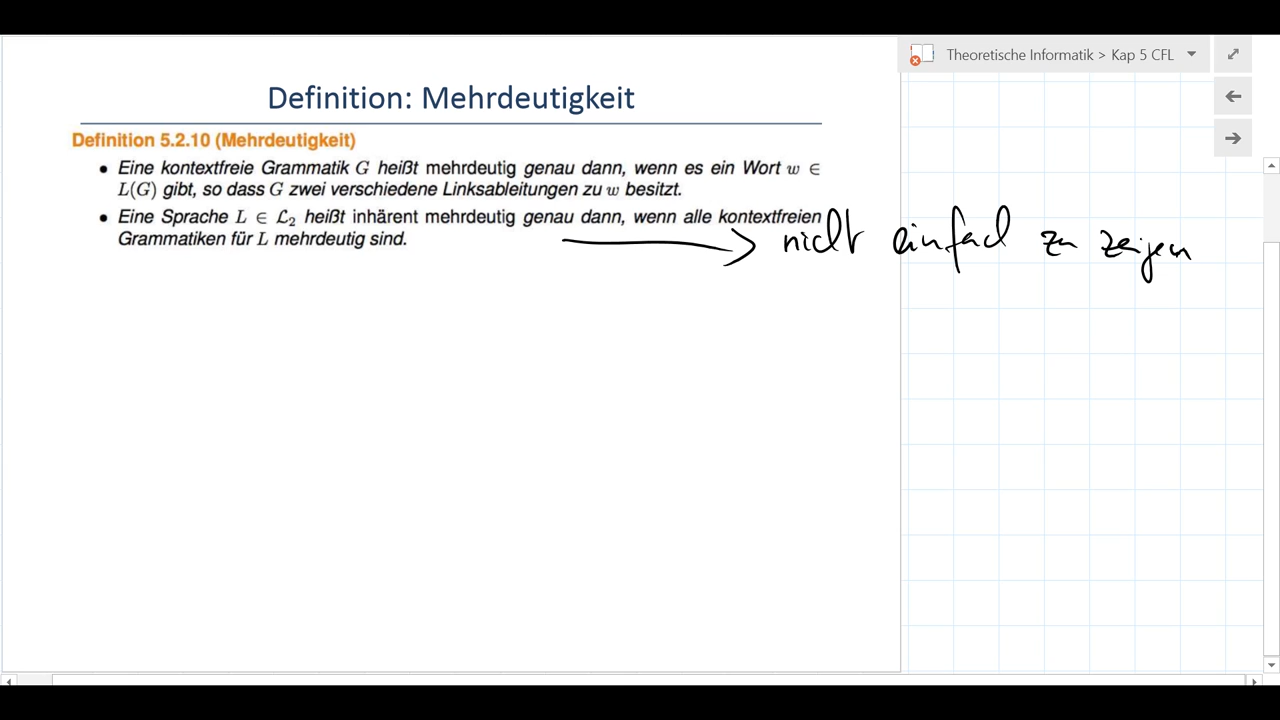 Theoretische Informatik > Kap 5 CFL
Definition: Mehrdeutigkeit
Definition 5.2.10 (Mehrdeutigkeit)
• Eine kontextfreie Grammatik G heißt mehrdeutig genau dann, wenn es ein Wort w ∈
L(G) gibt, so dass G zwei verschiedene Linksableitungen zu w besitzt.
• Eine Sprache L ∈ ℒ₂ heißt inhärent mehrdeutig genau dann, wenn alle kontextfreien
Grammatiken für L mehrdeutig sind.
nicht einfach zu zeigen